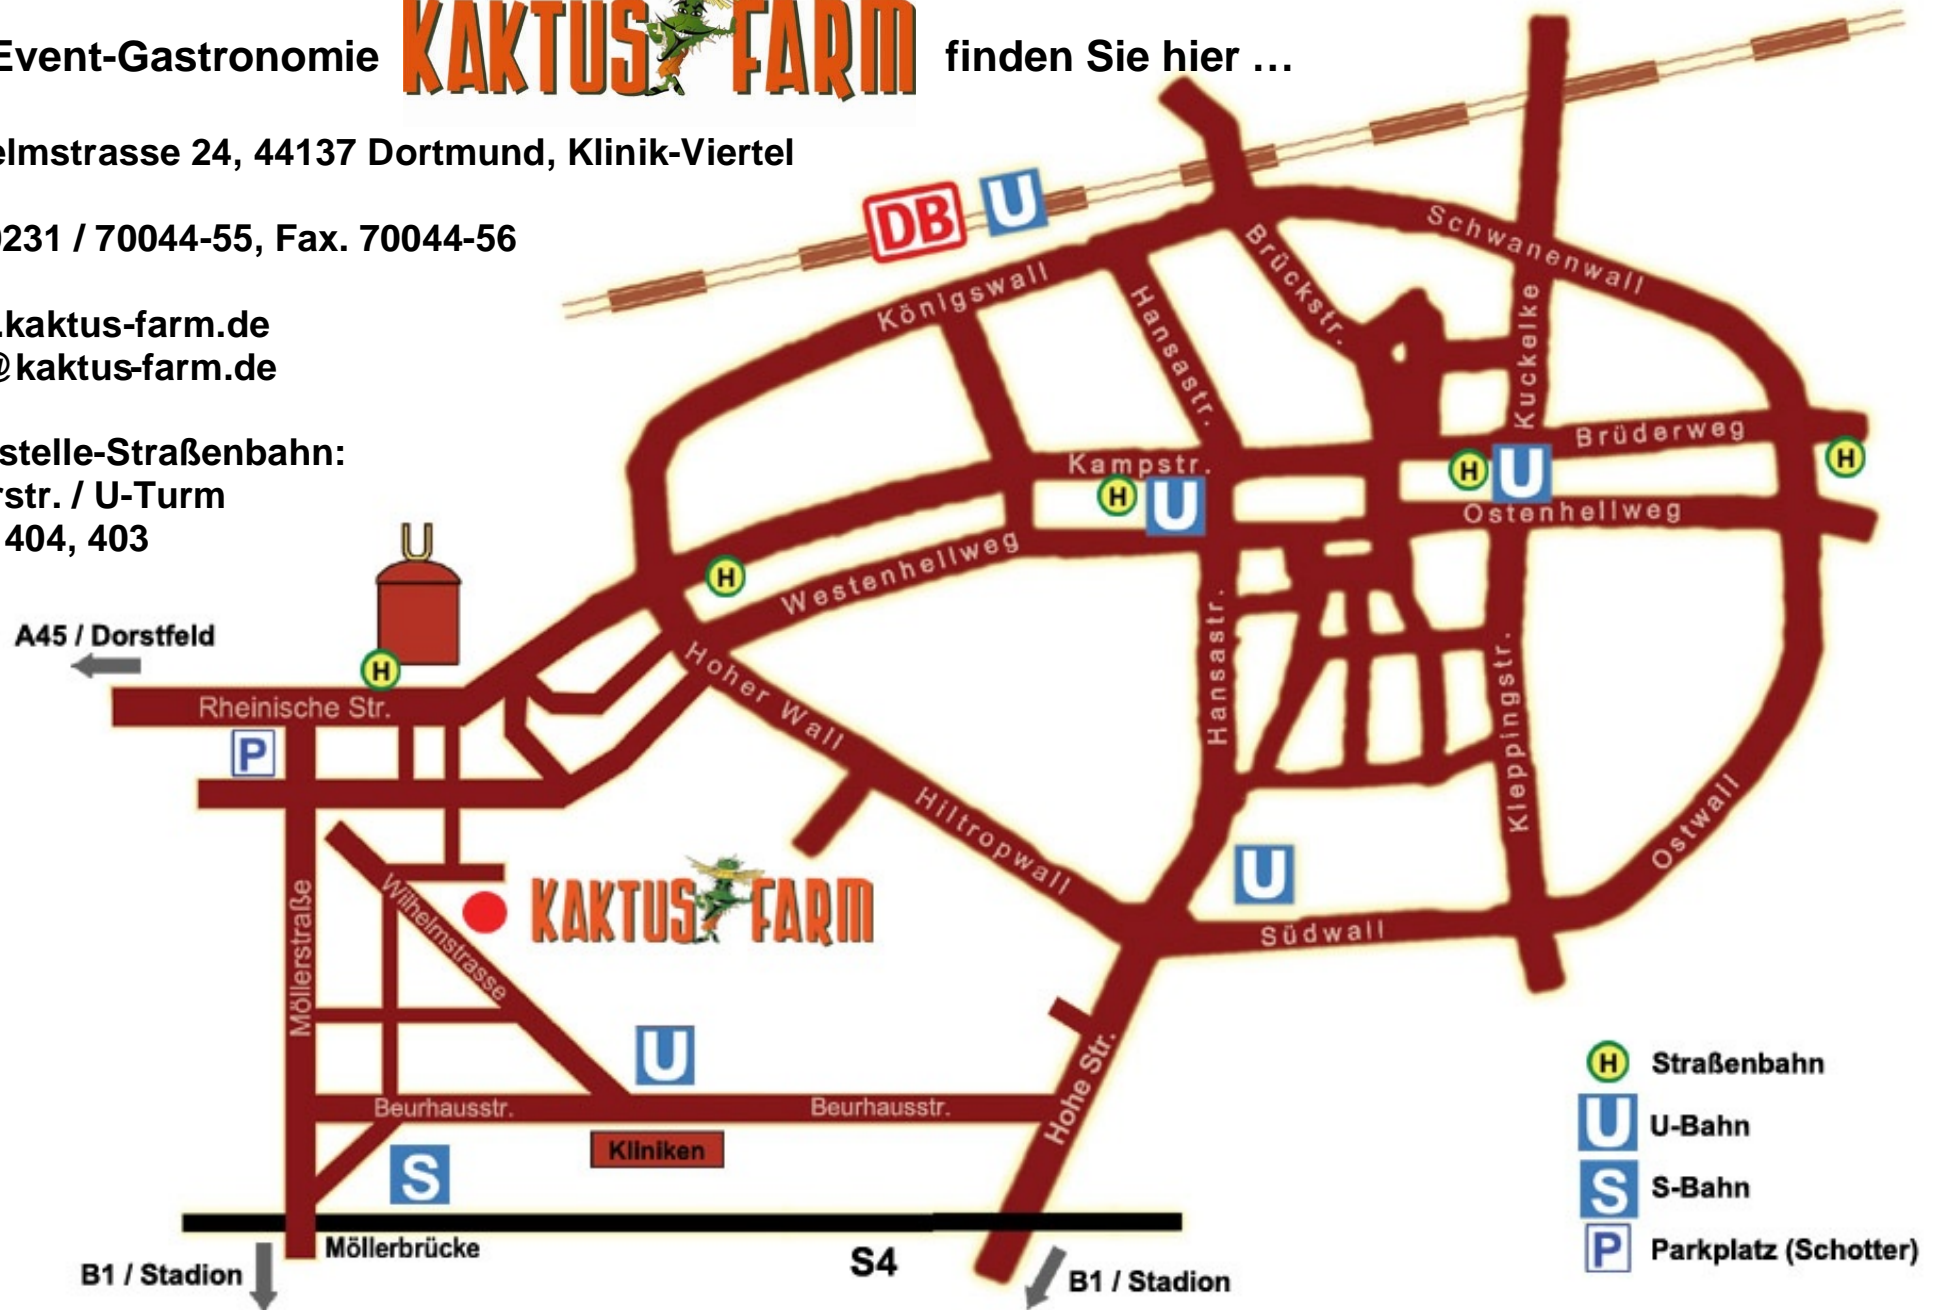 Event-Gastronomie KAKTUS FARM finden Sie hier ...
elmstrasse 24, 44137 Dortmund, Klinik-Viertel
0231 / 70044-55, Fax. 70044-56
.kaktus-farm.de
@kaktus-farm.de
stelle-Straßenbahn:
rstr. / U-Turm
404, 403
DB
U
Schwanenwall
Brückstr.
Königswall
Hansastr.
Kuckelke
Brüderweg
Kampstr.
H
U
H
U
H
Ostenhellweg
Westenhellweg
H
U
A45 / Dorstfeld
H
Rheinische Str.
P
Hoher Wall
Hansastr.
Kleppingstr.
Hiltropwall
Ostwall
U
Südwall
Möllerstraße
Wilhelmstrasse
KAKTUS FARM
U
Hohe Str.
Beurhausstr.
Beurhausstr.
Kliniken
S
Möllerbrücke
S4
B1 / Stadion
B1 / Stadion
H Straßenbahn
U U-Bahn
S S-Bahn
P Parkplatz (Schotter)